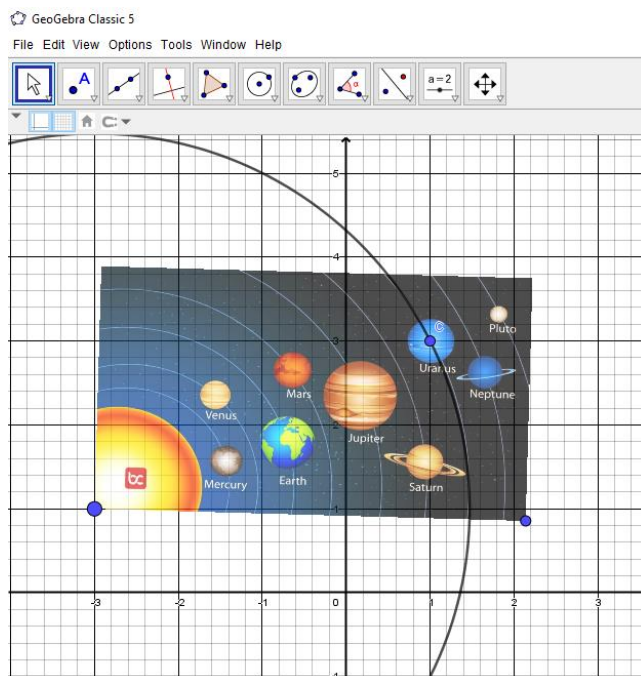 GeoGebra Classic 5
File Edit View Options Tools Window Help
A
α
a=2
5
4
3
2
1
-3 -2 -1 0 1 2 3
C
Pluto
Uranus
Neptune
Mars
Venus
Jupiter
Mercury
Earth
Saturn
bc